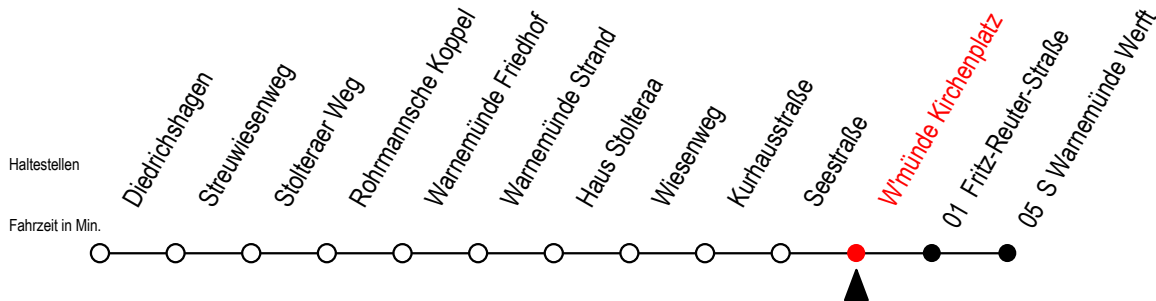 Haltestellen
Fahrzeit in Min.
Diedrichshagen
Streuwiesenweg
Stolteraer Weg
Rohrmannsche Koppel
Warnemünde Friedhof
Warnemünde Strand
Haus Stolteraa
Wiesenweg
Kurhausstraße
Seestraße
W'münde Kirchenplatz
01 Fritz-Reuter-Straße
05 S Warnemünde Werft